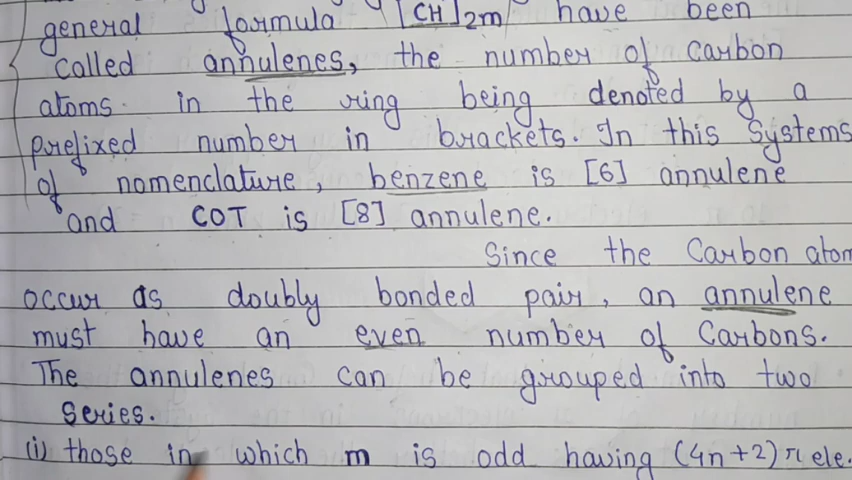 general formula [CH]2m have been
called annulenes, the number of carbon
atoms in the ring being denoted by a
prefixed number in brackets. In this systems
of nomenclature, benzene is [6] annulene
and COT is [8] annulene.
Since the Carbon atom
occur as doubly bonded pair, an annulene
must have an even number of Carbons.
The annulenes can be grouped into two
series.
(i) those in which m is odd having (4n+2) π ele.